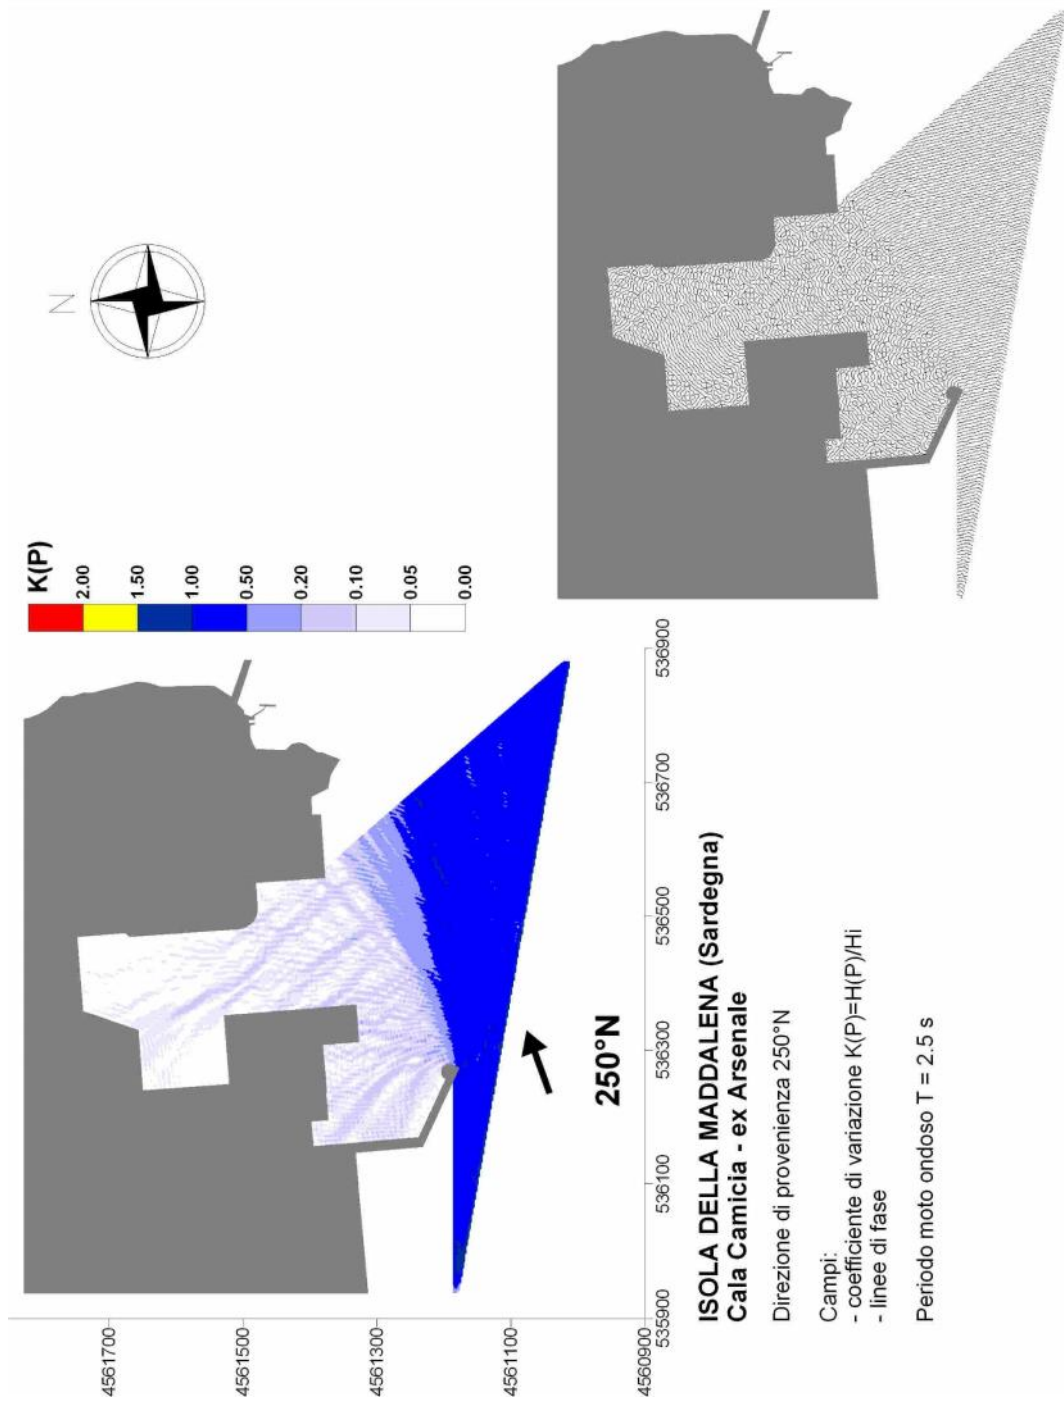 N
K(P)
2.00
1.50
1.00
0.50
0.20
0.10
0.05
0.00
4561700
4561500
4561300
4561100
4560900
535900
536100
536300
536500
536700
536900
250°N
ISOLA DELLA MADDALENA (Sardegna)
Cala Camicia - ex Arsenale
Direzione di provenienza 250°N
Campi:
- coefficiente di variazione K(P)=H(P)/Hi
- linee di fase
Periodo moto ondoso T = 2.5 s